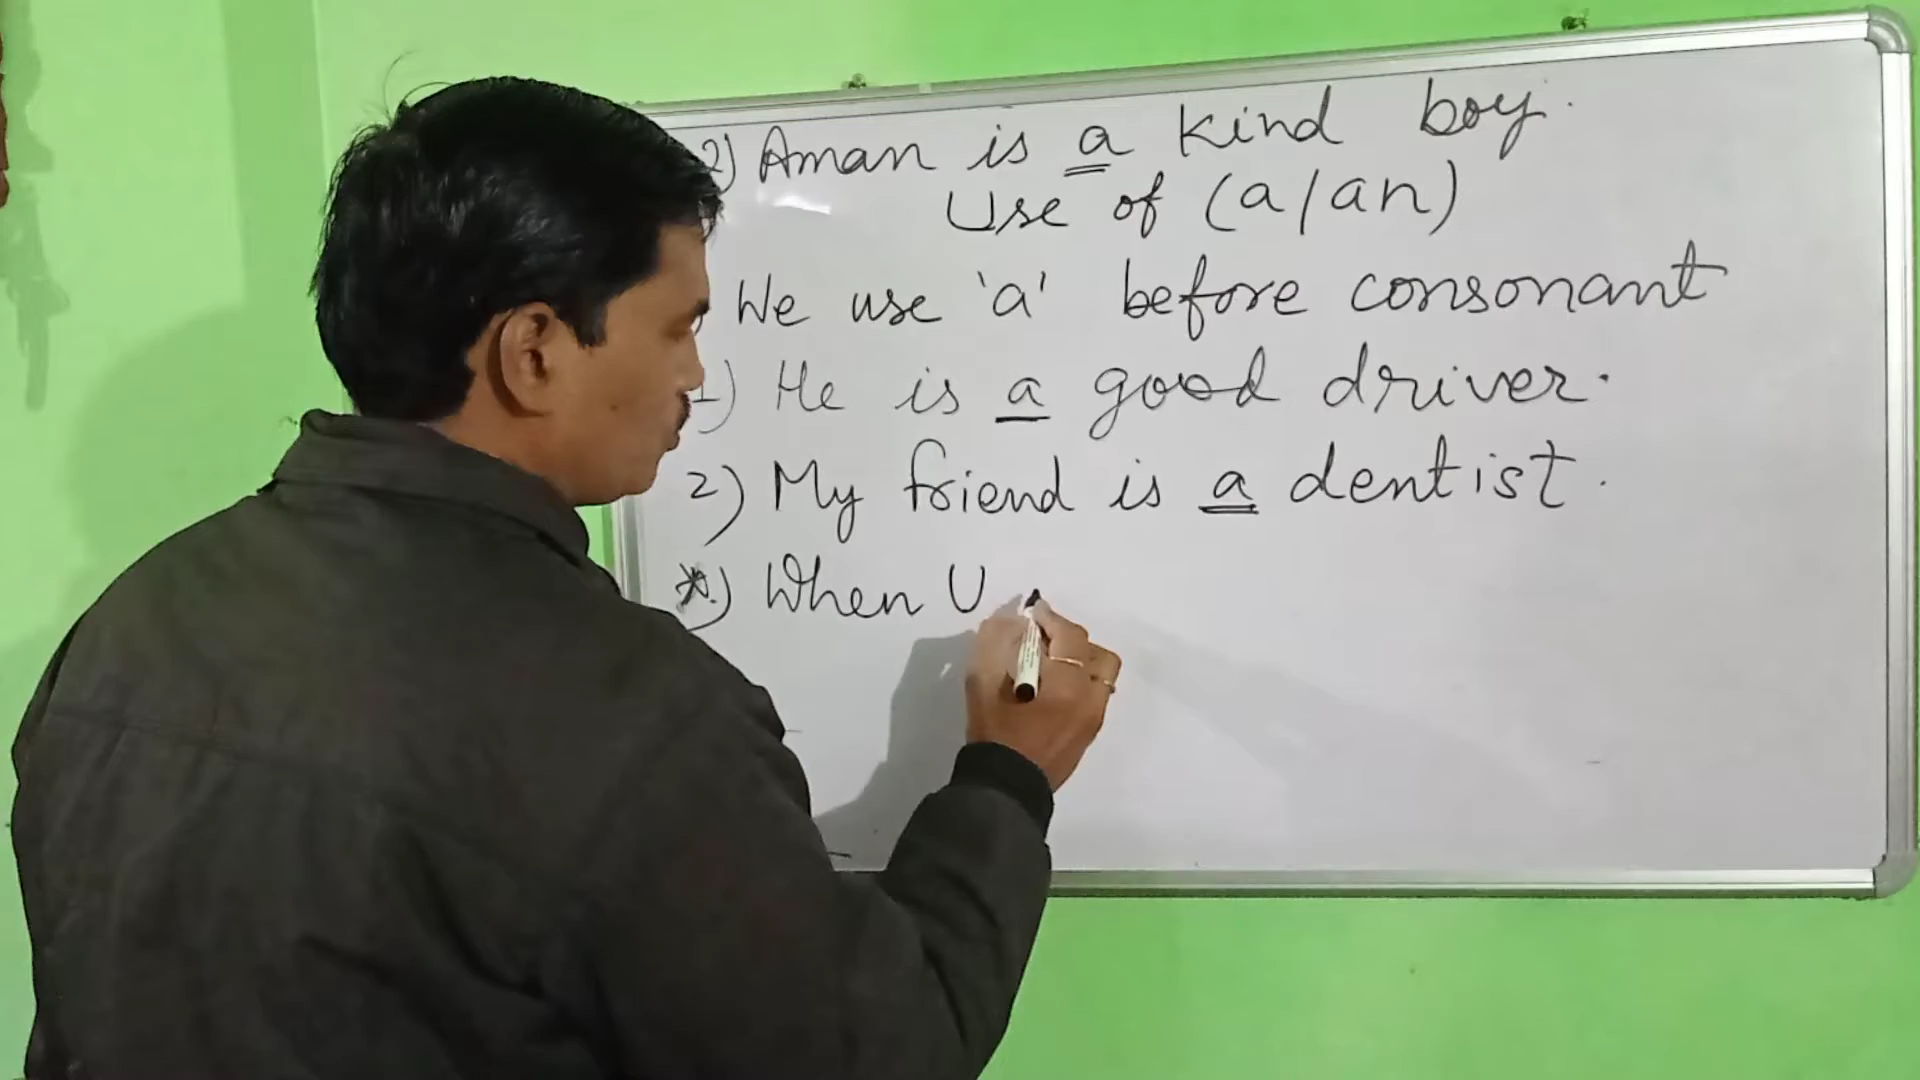 2) Aman is a kind boy.
Use of (a/an)
We use 'a' before consonant
1) He is a good driver.
2) My friend is a dentist.
*) When U